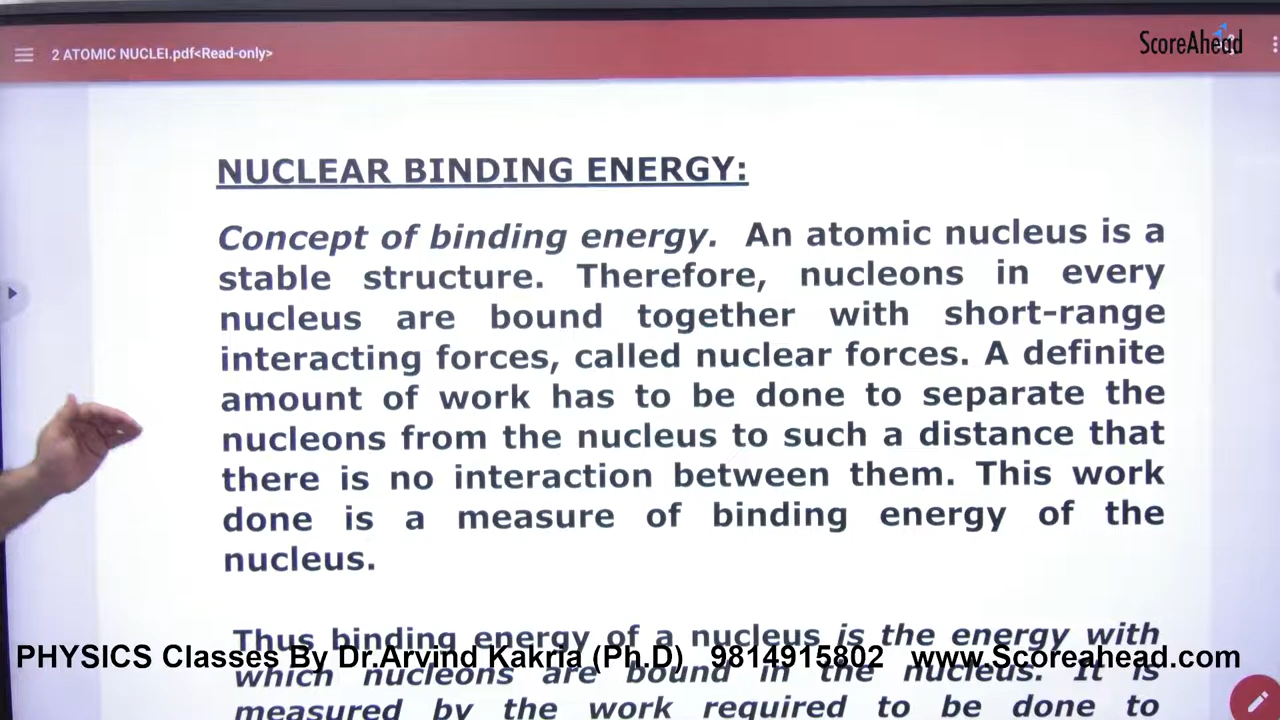 2 ATOMIC NUCLEI.pdf<Read-only>
ScoreAhead
NUCLEAR BINDING ENERGY:
Concept of binding energy. An atomic nucleus is a
stable structure. Therefore, nucleons in every
nucleus are bound together with short-range
interacting forces, called nuclear forces. A definite
amount of work has to be done to separate the
nucleons from the nucleus to such a distance that
there is no interaction between them. This work
done is a measure of binding energy of the
nucleus.
Thus binding energy of a nucleus is the energy with
PHYSICS Classes By Dr.Arvind Kakria (Ph.D) 9814915802 www.Scoreahead.com
which nucleons are bound in the nucleus. It is
measured by the work required to be done to